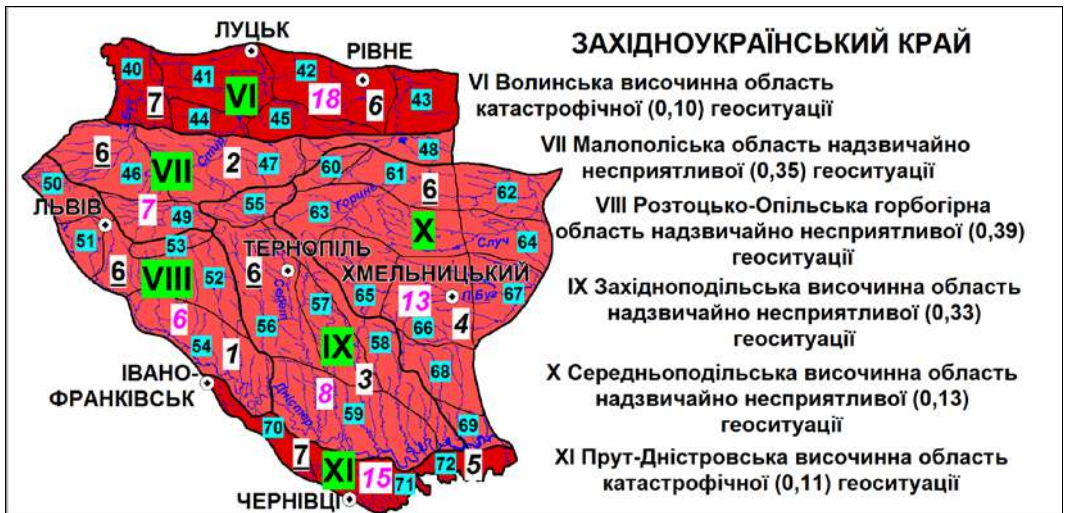 ЗАХІДНОУКРАЇНСЬКИЙ КРАЙ
VI Волинська височинна область
катастрофічної (0,10) геоситуації
VII Малополіська область надзвичайно
несприятливої (0,35) геоситуації
VIII Розтоцько-Опільська горбогірна
область надзвичайно несприятливої (0,39)
геоситуації
IX Західноподільська височинна область
надзвичайно несприятливої (0,33)
геоситуації
X Середньоподільська височинна область
надзвичайно несприятливої (0,13)
геоситуації
XI Прут-Дністровська височинна область
катастрофічної (0,11) геоситуації
ЛУЦЬК
РІВНЕ
40 41 42 43
7 VI 18 6
44 45
6 2 48
46 VII Стир 47 60 61
50 6 62
7 49 55 63 Горинь
ЛЬВІВ
51 53 X Случ 64
ТЕРНОПІЛЬ
6 VIII 52 6 ХМЕЛЬНИЦЬКИЙ
Серет 57 65 13 П.Буг 67
6 56 66 4
54 1 IX 58
ІВАНО-
ФРАНКІВСЬК
3 68
Дністер 8 59
70 69
7 XI 15 71 72 5
ЧЕРНІВЦІ